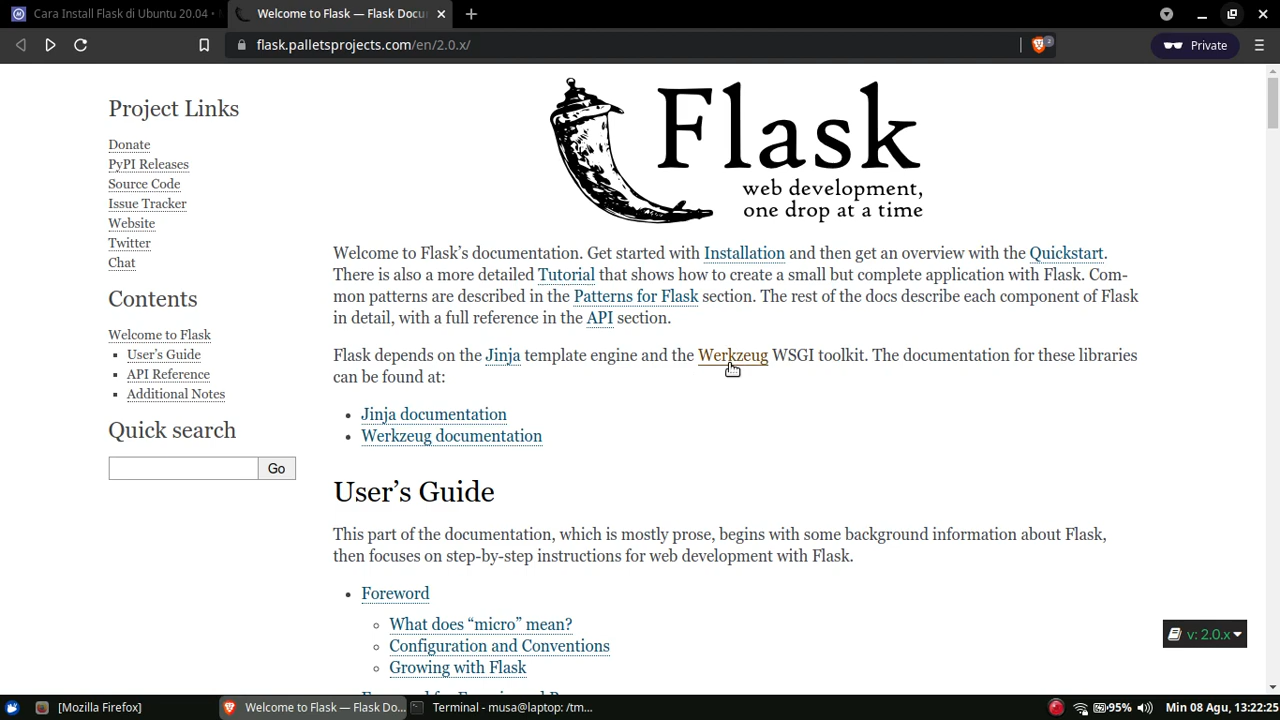 Cara Install Flask di Ubuntu 20.04 •
Welcome to Flask — Flask Docu
flask.palletsprojects.com/en/2.0.x/
2
Private
Project Links
Donate
PyPI Releases
Source Code
Issue Tracker
Website
Twitter
Chat
Contents
Welcome to Flask
User's Guide
API Reference
Additional Notes
Quick search
Go
Flask
web development,
one drop at a time
Welcome to Flask's documentation. Get started with Installation and then get an overview with the Quickstart.
There is also a more detailed Tutorial that shows how to create a small but complete application with Flask. Com-
mon patterns are described in the Patterns for Flask section. The rest of the docs describe each component of Flask
in detail, with a full reference in the API section.
Flask depends on the Jinja template engine and the Werkzeug WSGI toolkit. The documentation for these libraries
can be found at:
• Jinja documentation
• Werkzeug documentation
User's Guide
This part of the documentation, which is mostly prose, begins with some background information about Flask,
then focuses on step-by-step instructions for web development with Flask.
• Foreword
What does “micro” mean?
Configuration and Conventions
Growing with Flask
v: 2.0.x
[Mozilla Firefox]
Welcome to Flask — Flask Do...
Terminal - musa@laptop: /tm...
95%
Min 08 Agu, 13:22:25